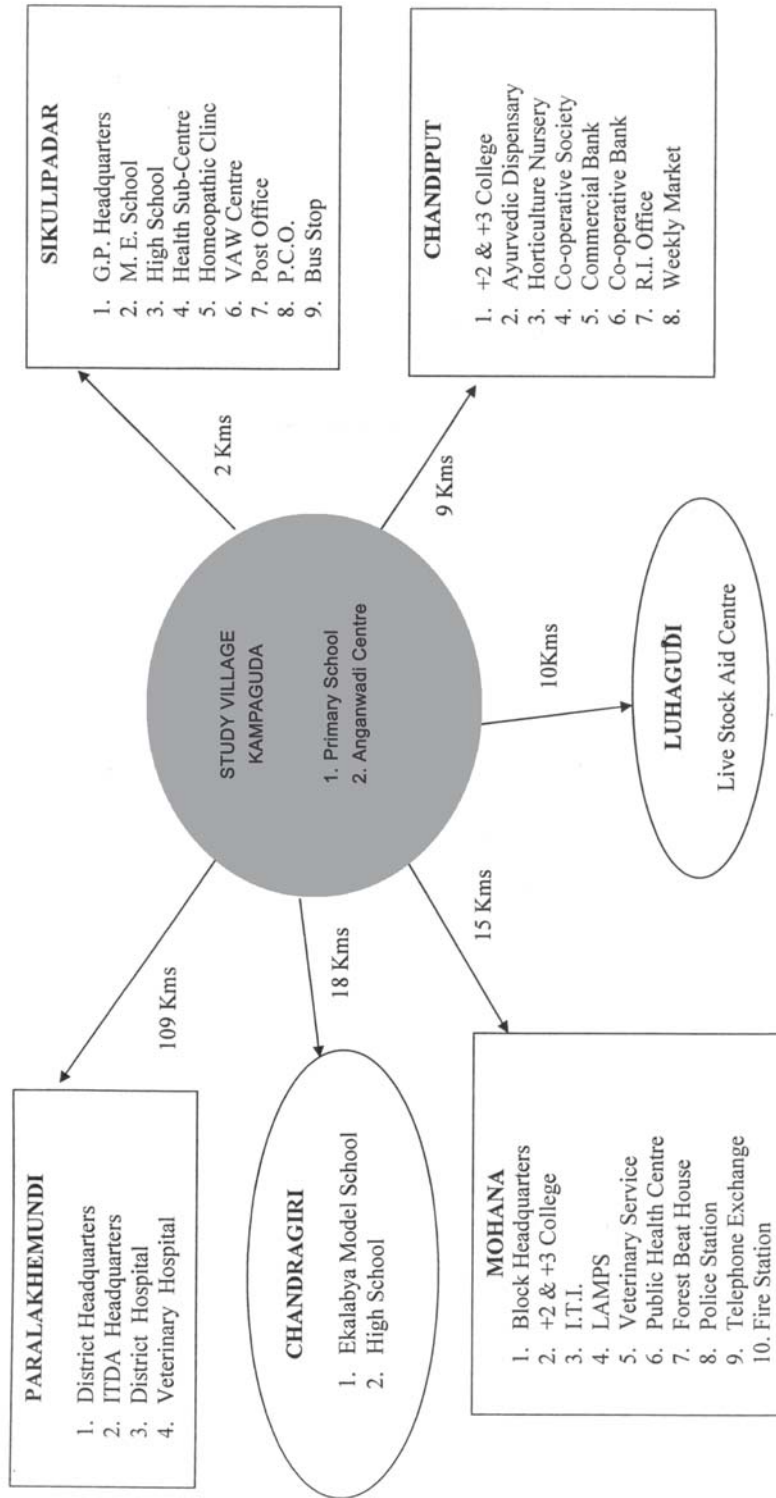 PARALAKHEMUNDI
1. District Headquarters
2. ITDA Headquarters
3. District Hospital
4. Veterinary Hospital
109 Kms
SIKULIPADAR
1. G.P. Headquarters
2. M. E. School
3. High School
4. Health Sub-Centre
5. Homeopathic Clinc
6. VAW Centre
7. Post Office
8. P.C.O.
9. Bus Stop
2 Kms
STUDY VILLAGE
KAMPAGUDA
1. Primary School
2. Anganwadi Centre
18 Kms
CHANDRAGIRI
1. Ekalabya Model School
2. High School
9 Kms
CHANDIPUT
1. +2 & +3 College
2. Ayurvedic Dispensary
3. Horticulture Nursery
4. Co-operative Society
5. Commercial Bank
6. Co-operative Bank
7. R.I. Office
8. Weekly Market
15 Kms
MOHANA
1. Block Headquarters
2. +2 & +3 College
3. I.T.I.
4. LAMPS
5. Veterinary Service
6. Public Health Centre
7. Forest Beat House
8. Police Station
9. Telephone Exchange
10. Fire Station
10Kms
LUHAGUDI
Live Stock Aid Centre